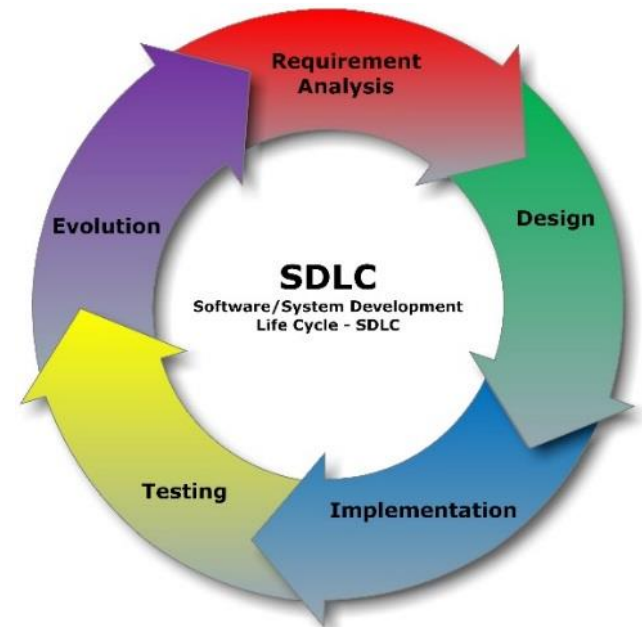 Requirement
Analysis
Design
Evolution
SDLC
Software/System Development
Life Cycle - SDLC
Testing
Implementation